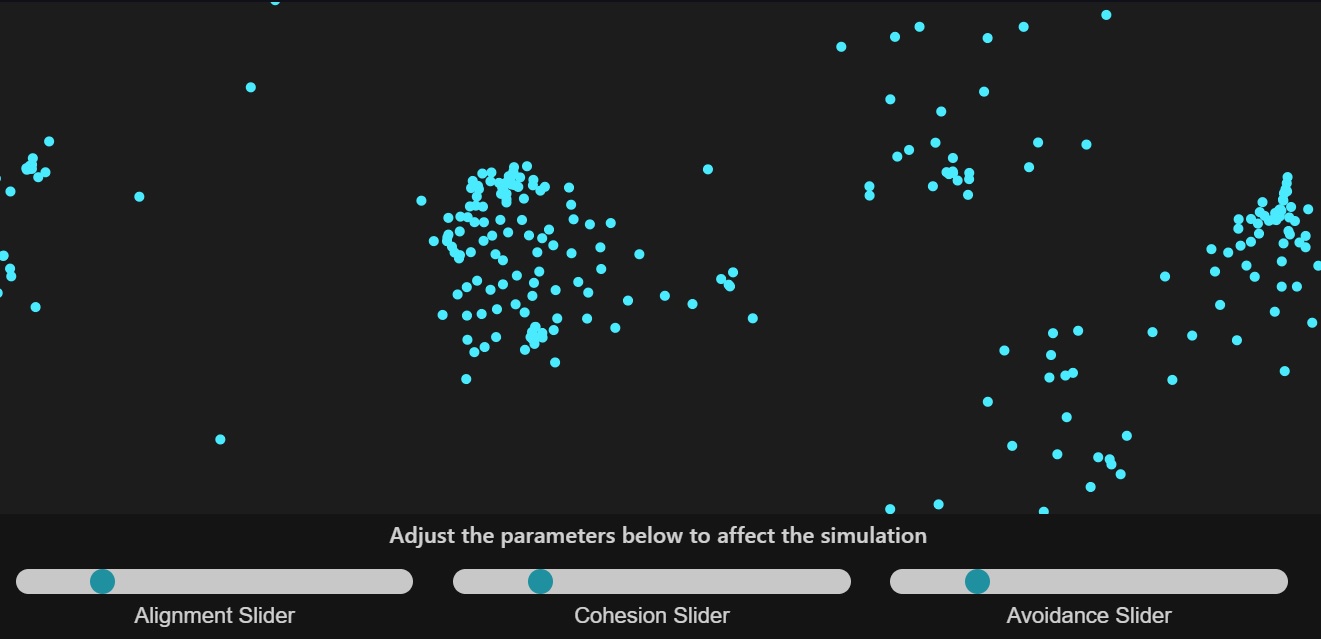 Adjust the parameters below to affect the simulation
Alignment Slider
Cohesion Slider
Avoidance Slider